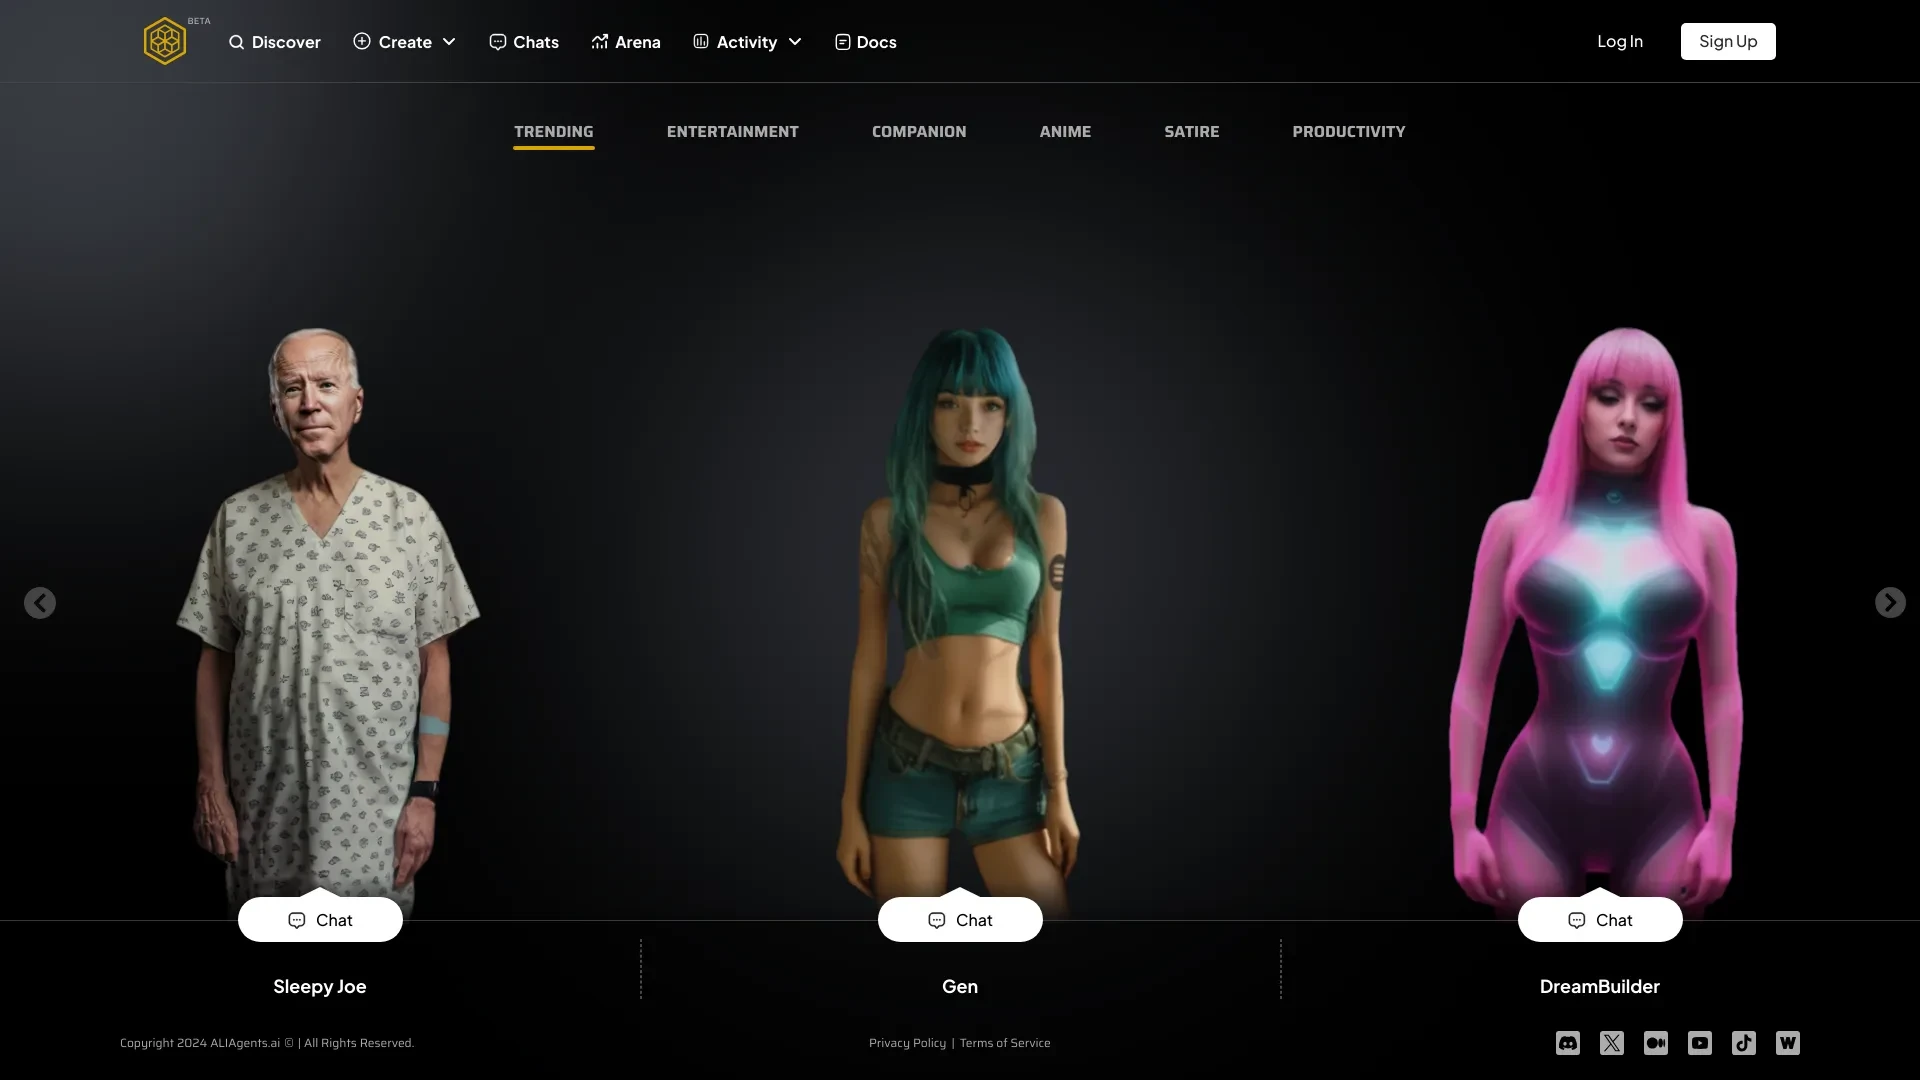 BETA
Discover Create Chats Arena Activity Docs Log In Sign Up
TRENDING ENTERTAINMENT COMPANION ANIME SATIRE PRODUCTIVITY
Chat Chat Chat
Sleepy Joe Gen DreamBuilder
Copyright 2024 ALIAgents.ai © | All Rights Reserved. Privacy Policy | Terms of Service